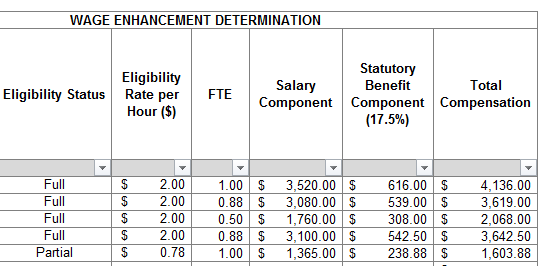 WAGE ENHANCEMENT DETERMINATION
Eligibility Status
Eligibility
Rate per
Hour ($)
FTE
Salary
Component
Statutory
Benefit
Component
(17.5%)
Total
Compensation
Full $ 2.00 1.00 $ 3,520.00 $ 616.00 $ 4,136.00
Full $ 2.00 0.88 $ 3,080.00 $ 539.00 $ 3,619.00
Full $ 2.00 0.50 $ 1,760.00 $ 308.00 $ 2,068.00
Full $ 2.00 0.88 $ 3,100.00 $ 542.50 $ 3,642.50
Partial $ 0.78 1.00 $ 1,365.00 $ 238.88 $ 1,603.88